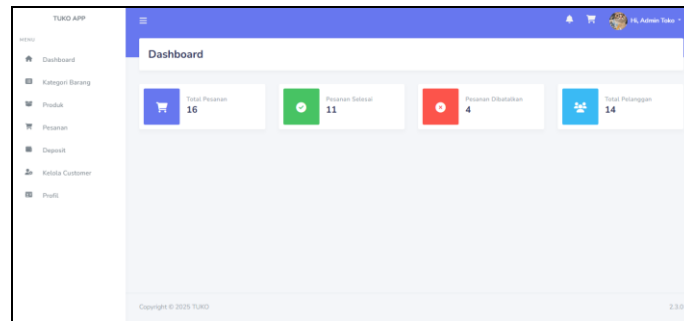 TUKO APP
Hi, Admin Toko
MENU
Dashboard
Kategori Barang
Produk
Pesanan
Deposit
Kelola Customer
Profil
Dashboard
Total Pesanan
16
Pesanan Selesai
11
Pesanan Dibatalkan
4
Total Pelanggan
14
Copyright © 2025 TUKO
2.3.0